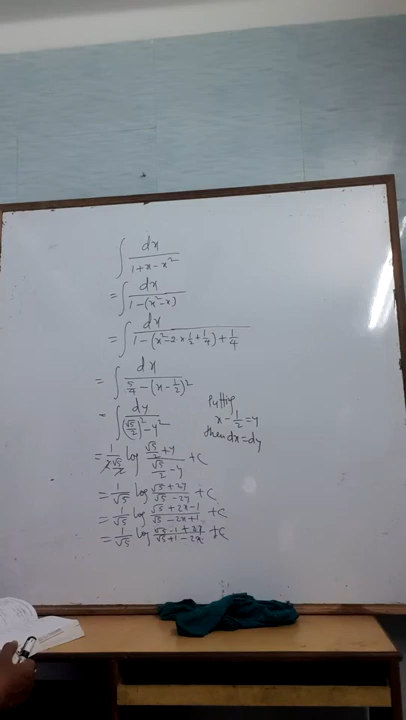 ∫ dx / (1+x-x²)
= ∫ dx / (1-(x²-x))
= ∫ dx / (1-(x²-2×x½+¼)+¼)
= ∫ dx / (5/4-(x-½)²)
putting
x-½=y
then dx=dy
= ∫ dy / ((√5/2)²-y²)
= 1/(2√5/2) log (√5/2+y)/(√5/2-y) +C
= 1/√5 log (√5+2y)/(√5-2y) +C
= 1/√5 log (√5+2x-1)/(√5-2x+1) +C
= 1/√5 log (√5-1+2x)/(√5+1-2x) +C